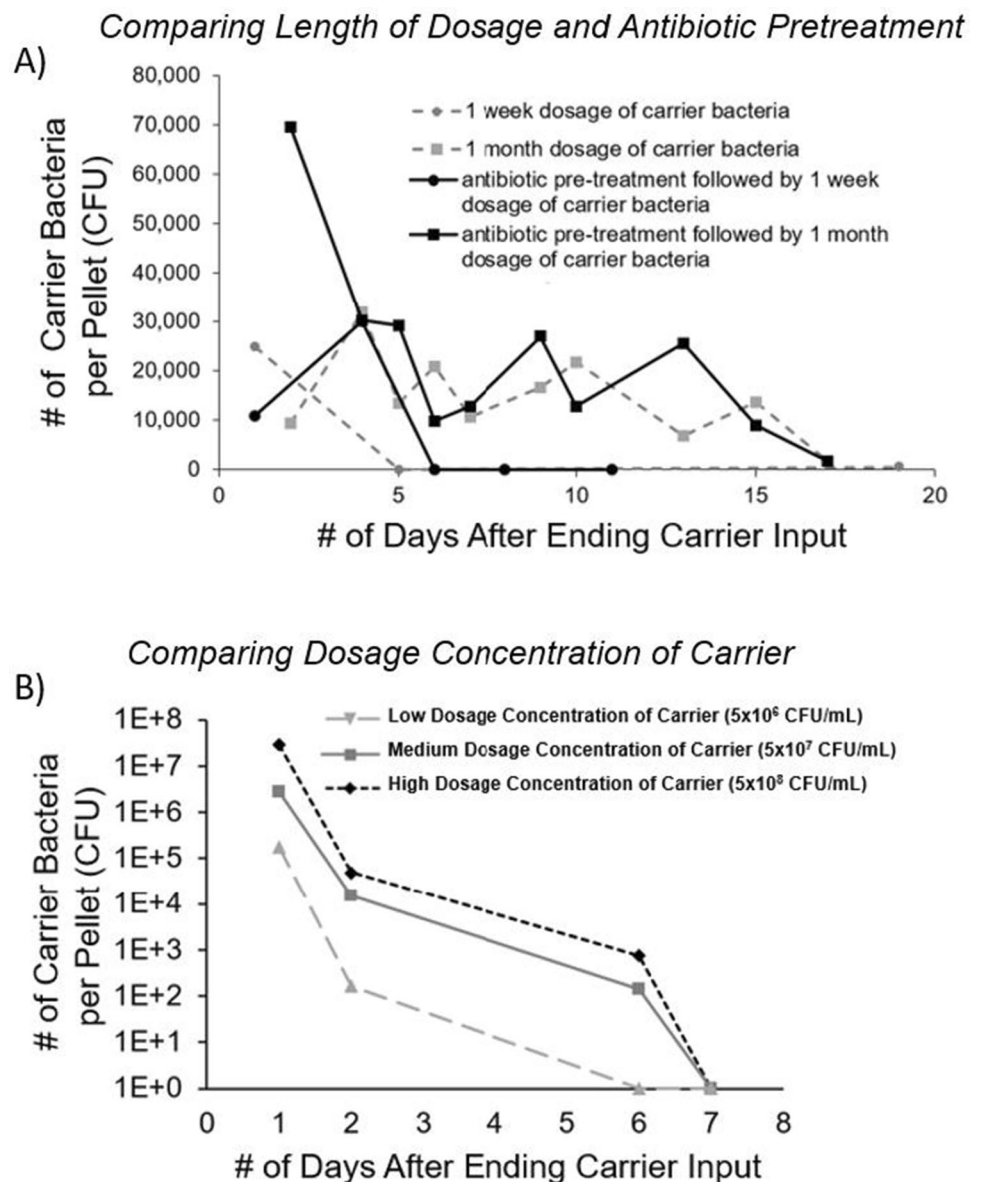 Comparing Length of Dosage and Antibiotic Pretreatment
A)
# of Carrier Bacteria
per Pellet (CFU)
80,000
70,000
60,000
50,000
40,000
30,000
20,000
10,000
0
1 week dosage of carrier bacteria
1 month dosage of carrier bacteria
antibiotic pre-treatment followed by 1 week
dosage of carrier bacteria
antibiotic pre-treatment followed by 1 month
dosage of carrier bacteria
0 5 10 15 20
# of Days After Ending Carrier Input
Comparing Dosage Concentration of Carrier
B)
# of Carrier Bacteria
per Pellet (CFU)
1E+8
1E+7
1E+6
1E+5
1E+4
1E+3
1E+2
1E+1
1E+0
Low Dosage Concentration of Carrier (5x10⁶ CFU/mL)
Medium Dosage Concentration of Carrier (5x10⁷ CFU/mL)
High Dosage Concentration of Carrier (5x10⁸ CFU/mL)
0 1 2 3 4 5 6 7 8
# of Days After Ending Carrier Input